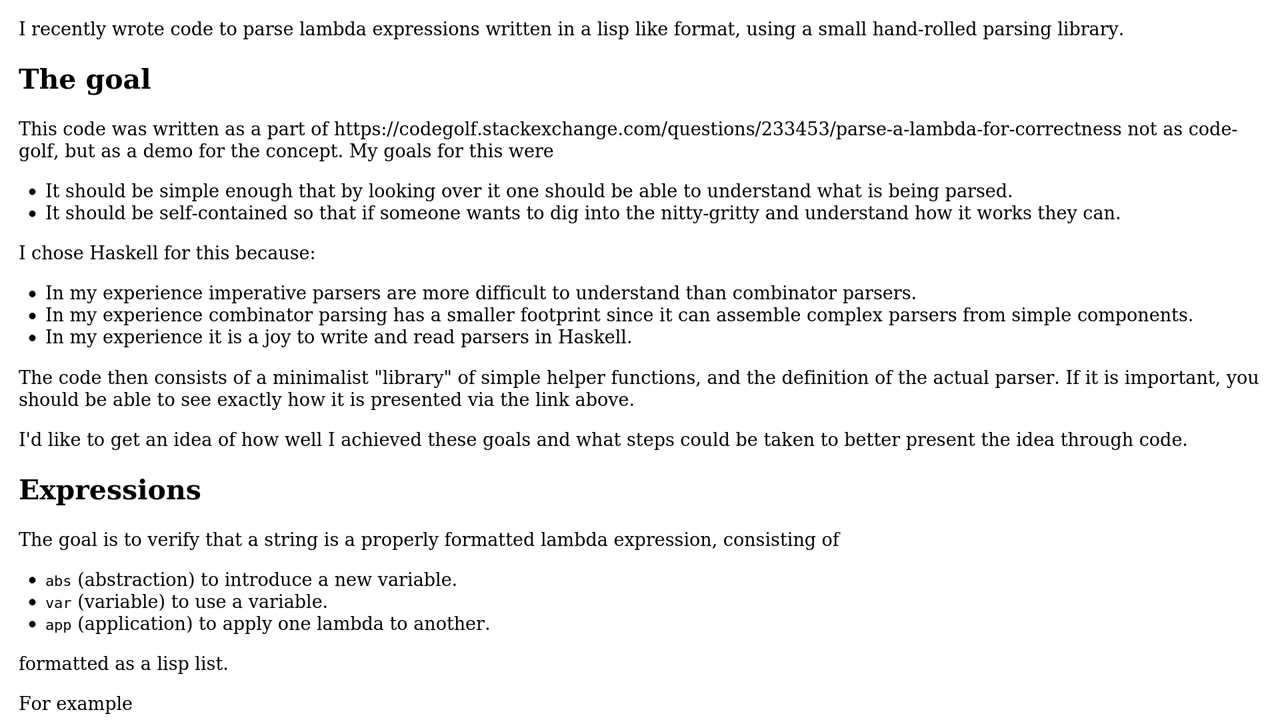 I recently wrote code to parse lambda expressions written in a lisp like format, using a small hand-rolled parsing library.
The goal
This code was written as a part of https://codegolf.stackexchange.com/questions/233453/parse-a-lambda-for-correctness not as code-
golf, but as a demo for the concept. My goals for this were
• It should be simple enough that by looking over it one should be able to understand what is being parsed.
• It should be self-contained so that if someone wants to dig into the nitty-gritty and understand how it works they can.
I chose Haskell for this because:
• In my experience imperative parsers are more difficult to understand than combinator parsers.
• In my experience combinator parsing has a smaller footprint since it can assemble complex parsers from simple components.
• In my experience it is a joy to write and read parsers in Haskell.
The code then consists of a minimalist "library" of simple helper functions, and the definition of the actual parser. If it is important, you
should be able to see exactly how it is presented via the link above.
I'd like to get an idea of how well I achieved these goals and what steps could be taken to better present the idea through code.
Expressions
The goal is to verify that a string is a properly formatted lambda expression, consisting of
• abs (abstraction) to introduce a new variable.
• var (variable) to use a variable.
• app (application) to apply one lambda to another.
formatted as a lisp list.
For example